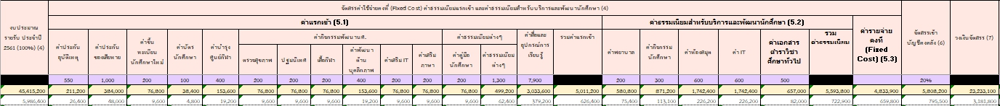 จัดสรรค่าใช้จ่ายคงที่ (Fixed Cost) ค่าธรรมเนียมแรกเข้า และค่าธรรมเนียมสำหรับบริการและพัฒนานักศึกษา (4)
งบประมาณ
รายรับ ประจำปี
2561 (100%) (4)
ค่าแรกเข้า (5.1)
ค่าธรรมเนียมสำหรับบริการและพัฒนานักศึกษา (5.2)
ค่ารายจ่าย
คงที่
(Fixed
Cost) (5.3)
จัดสรรเข้า
บัญชีคงคลัง (6)
วงเงินจัดสรร (7)
ค่าประกัน
อุบัติเหตุ
ค่าประกัน
ของเสียหาย
ค่าขึ้น
ทะเบียน
นักศึกษาใหม่
ค่าบัตร
นักศึกษา
ค่าบำรุง
ศูนย์กีฬา
ค่ากิจกรรมพัฒนา นศ.
ตรวจสุขภาพ
ปฐมนิเทศ
เสื้อกีฬา
ค่าพัฒนา
ด้าน
บุคลิกภาพ
ค่าเสริม IT
ค่าเสริม
ภาษา
ค่าธรรมเนียมต่างๆ
ค่าคู่มือ
นักศึกษา
ค่าธรรมเนียม
ต่างๆ
ค่าสื่อและ
อุปกรณ์การ
เรียนรู้
รวมค่าแรกเข้า
ค่าพยาบาล
ค่ากิจกรรม
นักศึกษา
ค่าห้องสมุด
ค่า IT
ค่าเอกสาร
ตำราวิชา
ศึกษาทั่วไป
รวม
ค่าธรรมเนียม
550 1,000 200 100 400 200 200 200 400 200 200 200 1,300 7,900 200 300 600 600 500 20%
45,415,200 211,200 384,000 76,800 38,400 153,600 76,800 76,800 76,800 153,600 76,800 76,800 76,800 499,200 3,033,600 5,011,200 580,800 871,200 1,742,400 1,742,400 657,000 5,593,800 4,833,900 5,808,200 23,233,100
5,986,400 26,400 48,000 9,600 4,800 19,200 9,600 9,600 9,600 19,200 9,600 9,600 9,600 62,400 379,200 626,400 75,400 113,100 226,200 226,200 82,000 722,900 659,800 795,500 3,181,800